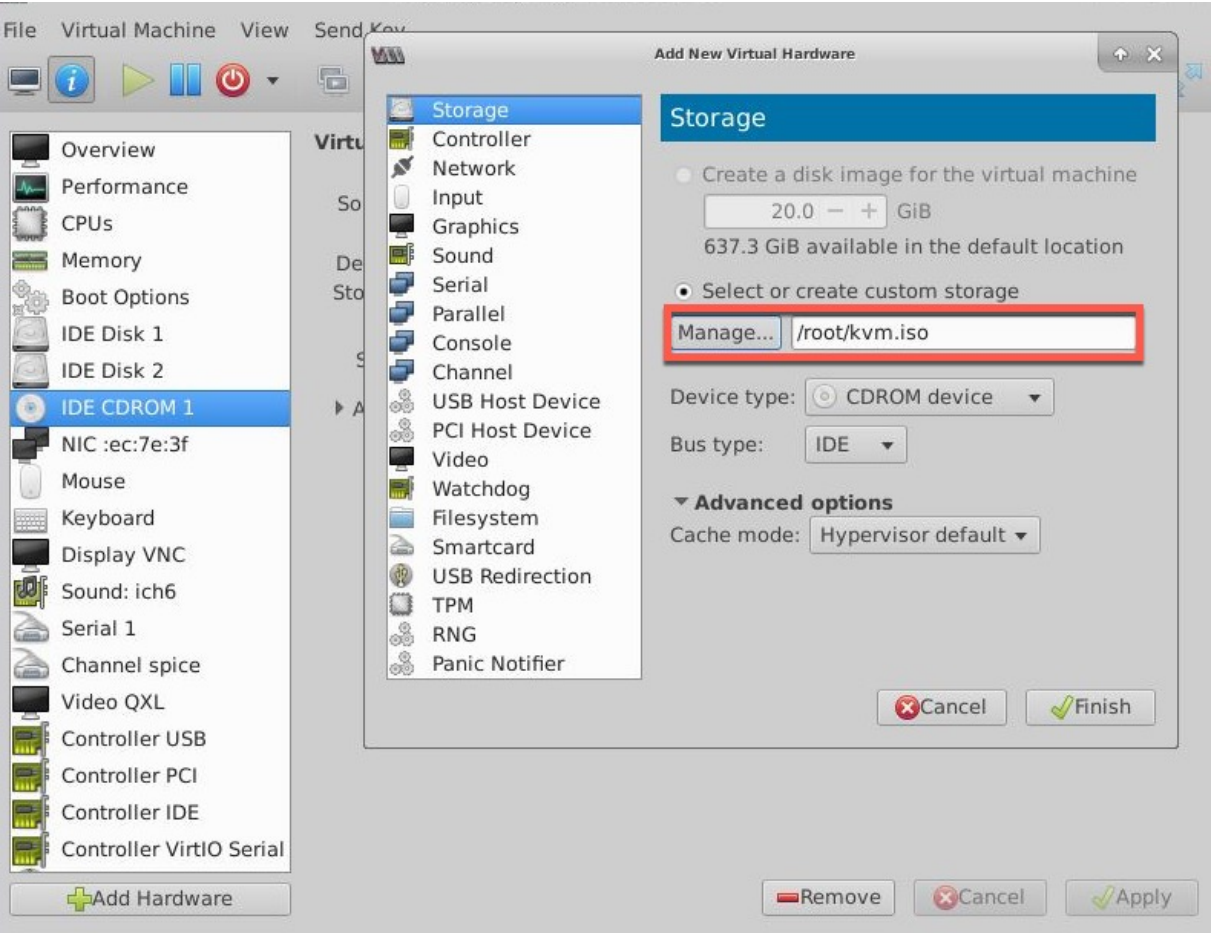 File Virtual Machine View Send Key
Add New Virtual Hardware
Overview
Performance
CPUs
Memory
Boot Options
IDE Disk 1
IDE Disk 2
IDE CDROM 1
NIC :ec:7e:3f
Mouse
Keyboard
Display VNC
Sound: ich6
Serial 1
Channel spice
Video QXL
Controller USB
Controller PCI
Controller IDE
Controller VirtIO Serial
Add Hardware
Virtu
So
De
Sto
S
A
Storage
Controller
Network
Input
Graphics
Sound
Serial
Parallel
Console
Channel
USB Host Device
PCI Host Device
Video
Watchdog
Filesystem
Smartcard
USB Redirection
TPM
RNG
Panic Notifier
Storage
Create a disk image for the virtual machine
20.0 − + GiB
637.3 GiB available in the default location
Select or create custom storage
Manage... /root/kvm.iso
Device type: CDROM device
Bus type: IDE
Advanced options
Cache mode: Hypervisor default
Cancel Finish
Remove Cancel Apply